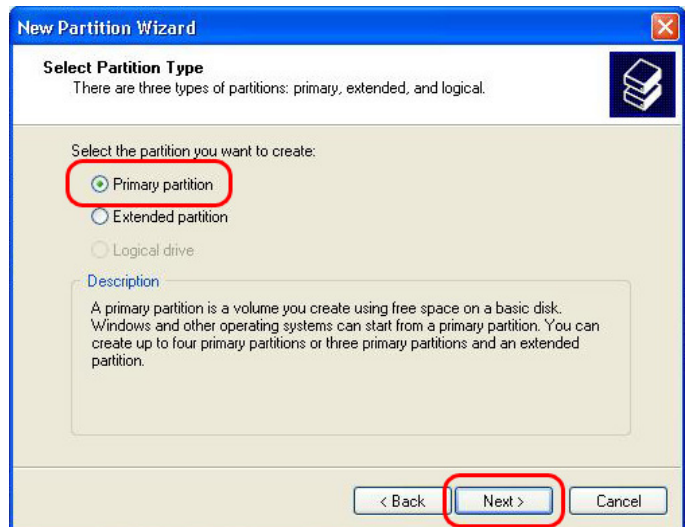 New Partition Wizard
Select Partition Type
There are three types of partitions: primary, extended, and logical.
Select the partition you want to create:
Primary partition
Extended partition
Logical drive
Description
A primary partition is a volume you create using free space on a basic disk.
Windows and other operating systems can start from a primary partition. You can
create up to four primary partitions or three primary partitions and an extended
partition.
< Back
Next >
Cancel